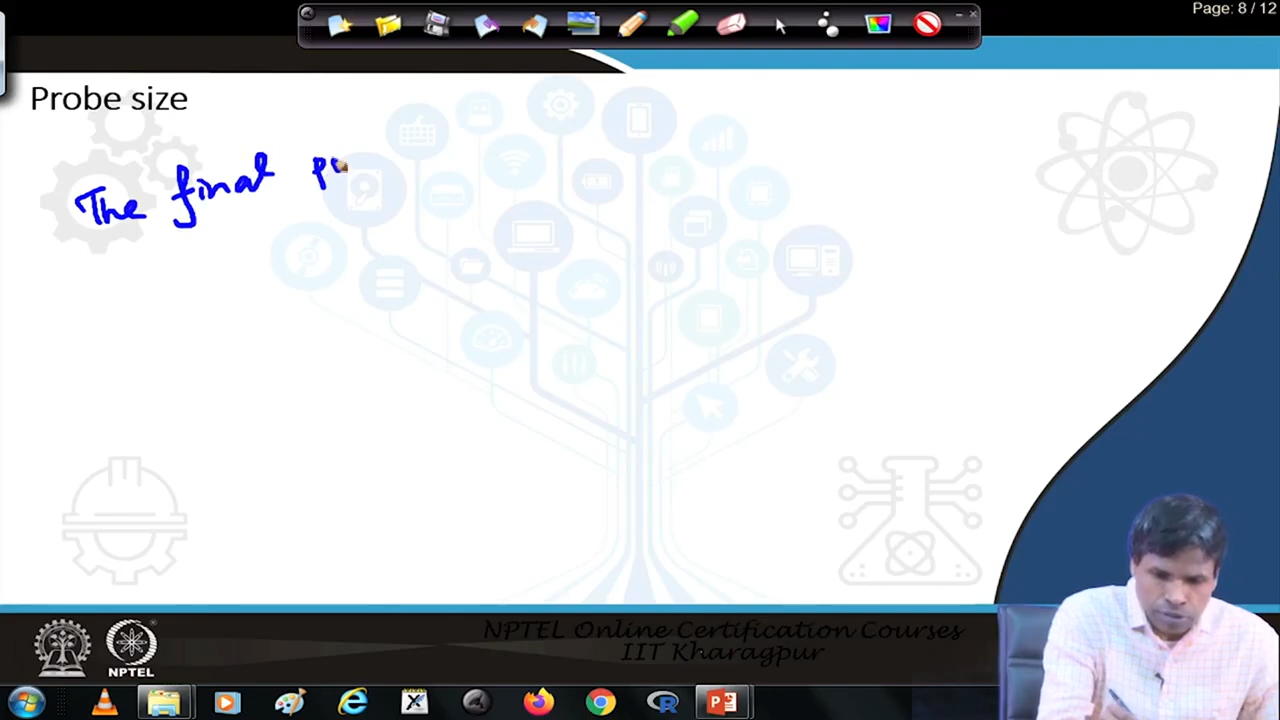 Page: 8 / 12
Probe size
The final p
NPTEL Online Certification Courses
IIT Kharagpur
NPTEL